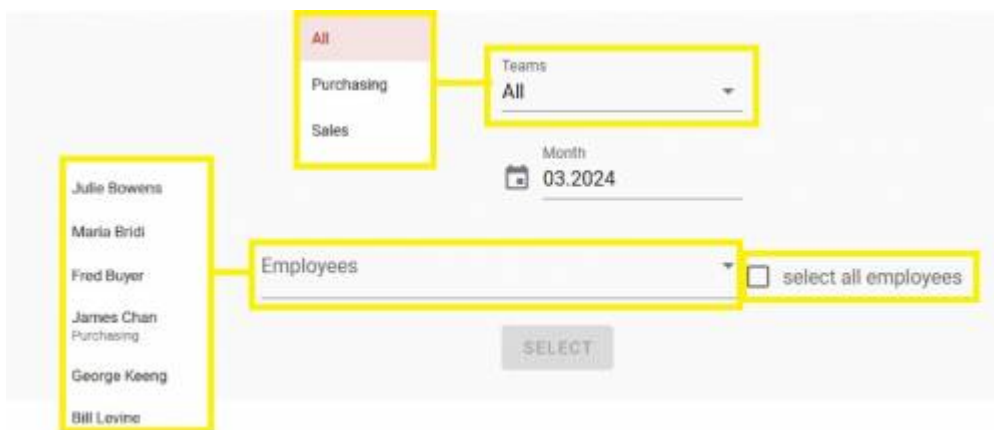 All
Purchasing
Sales
Teams
All
Month
03.2024
Julie Bowens
Maria Bridi
Fred Buyer
James Chan
Purchasing
George Keeng
Bill Levine
Employees
select all employees
SELECT